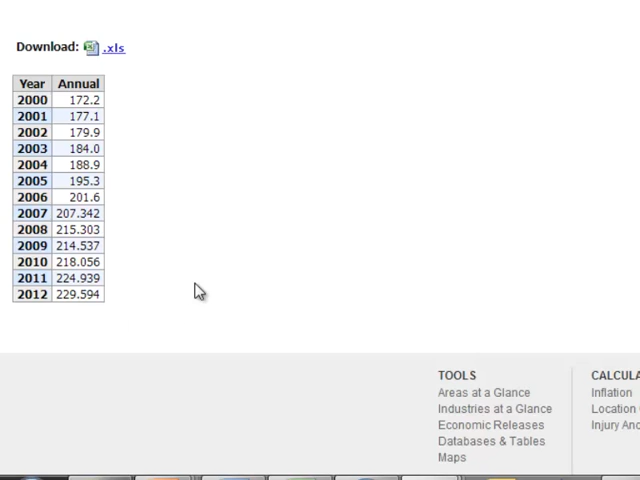 Download: .xls
Year Annual
2000 172.2
2001 177.1
2002 179.9
2003 184.0
2004 188.9
2005 195.3
2006 201.6
2007 207.342
2008 215.303
2009 214.537
2010 218.056
2011 224.939
2012 229.594
TOOLS
Areas at a Glance
Industries at a Glance
Economic Releases
Databases & Tables
Maps
CALCULA
Inflation
Location
Injury And